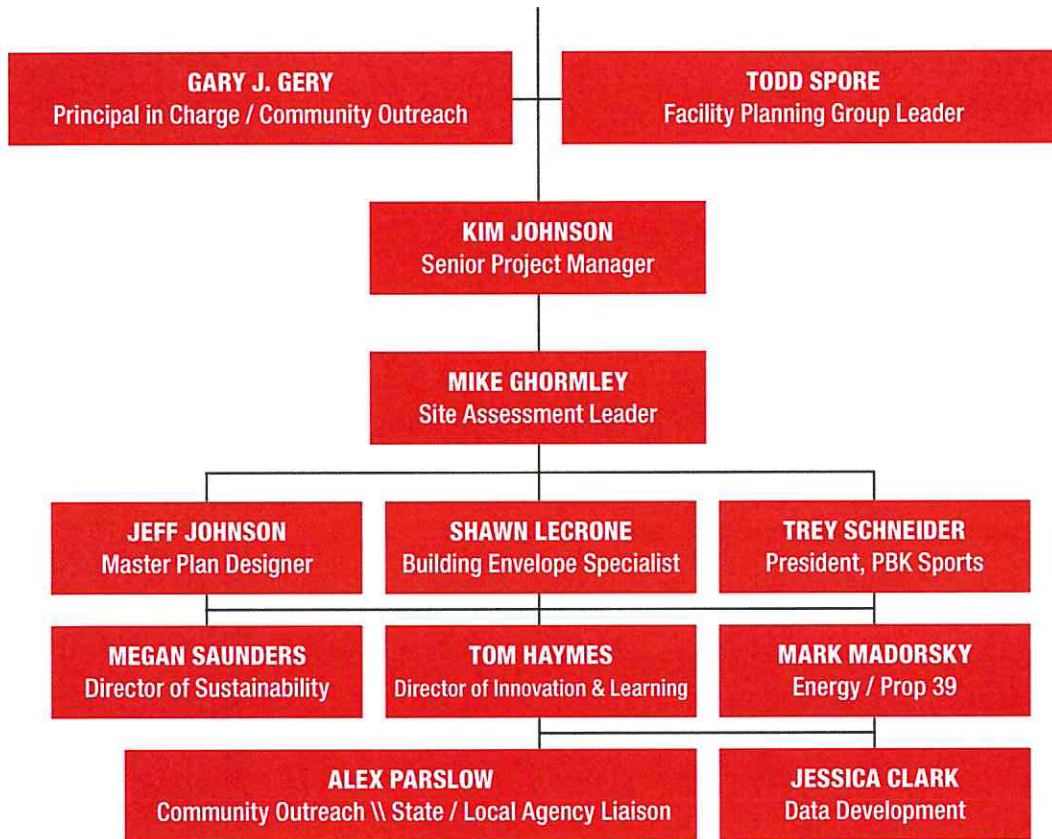 GARY J. GERY
Principal in Charge / Community Outreach
TODD SPORE
Facility Planning Group Leader
KIM JOHNSON
Senior Project Manager
MIKE GHORMLEY
Site Assessment Leader
JEFF JOHNSON
Master Plan Designer
SHAWN LECRONE
Building Envelope Specialist
TREY SCHNEIDER
President, PBK Sports
MEGAN SAUNDERS
Director of Sustainability
TOM HAYMES
Director of Innovation & Learning
MARK MADORSKY
Energy / Prop 39
ALEX PARSLOW
Community Outreach \\ State / Local Agency Liaison
JESSICA CLARK
Data Development